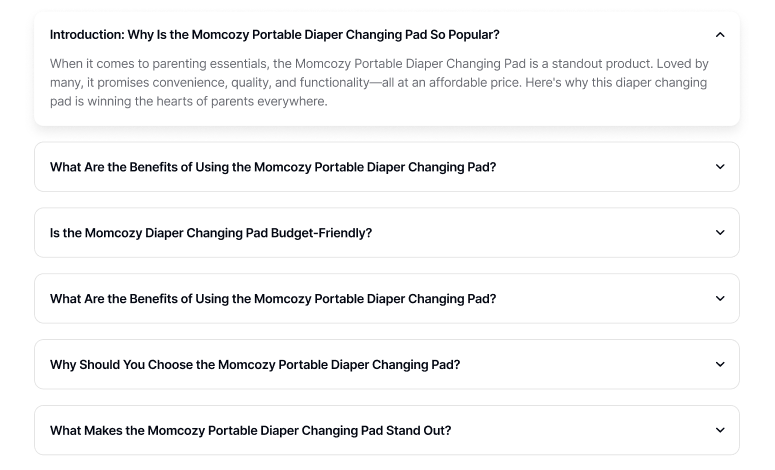 Introduction: Why Is the Momcozy Portable Diaper Changing Pad So Popular?
When it comes to parenting essentials, the Momcozy Portable Diaper Changing Pad is a standout product. Loved by
many, it promises convenience, quality, and functionality—all at an affordable price. Here's why this diaper changing
pad is winning the hearts of parents everywhere.
What Are the Benefits of Using the Momcozy Portable Diaper Changing Pad?
Is the Momcozy Diaper Changing Pad Budget-Friendly?
What Are the Benefits of Using the Momcozy Portable Diaper Changing Pad?
Why Should You Choose the Momcozy Portable Diaper Changing Pad?
What Makes the Momcozy Portable Diaper Changing Pad Stand Out?